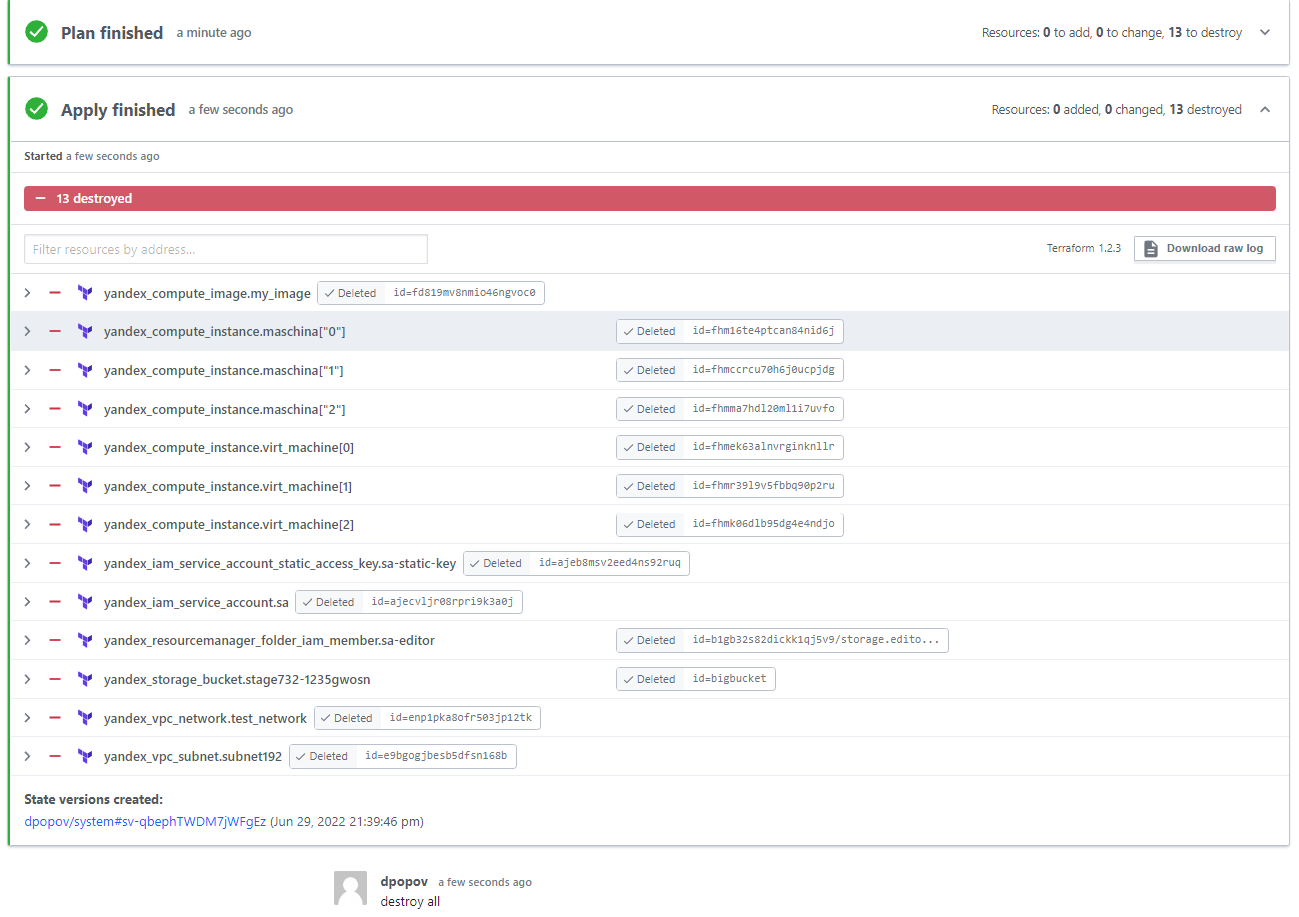 Plan finished a minute ago Resources: 0 to add, 0 to change, 13 to destroy
Apply finished a few seconds ago Resources: 0 added, 0 changed, 13 destroyed
Started a few seconds ago
13 destroyed
Filter resources by address... Terraform 1.2.3 Download raw log
yandex_compute_image.my_image Deleted id=fd819mv8nmio46ngvoc0
yandex_compute_instance.maschina["0"] Deleted id=fhm16te4ptcan84nid6j
yandex_compute_instance.maschina["1"] Deleted id=fhmccrcu70h6j0ucpjdg
yandex_compute_instance.maschina["2"] Deleted id=fhmma7hdl20ml1i7uvfo
yandex_compute_instance.virt_machine[0] Deleted id=fhmek63alnvrginknllr
yandex_compute_instance.virt_machine[1] Deleted id=fhmr39l9v5fbbq90p2ru
yandex_compute_instance.virt_machine[2] Deleted id=fhmk06dlb95dg4e4ndjo
yandex_iam_service_account_static_access_key.sa-static-key Deleted id=ajeb8msv2eed4ns92ruq
yandex_iam_service_account.sa Deleted id=ajecvljr08rpri9k3a0j
yandex_resourcemanager_folder_iam_member.sa-editor Deleted id=b1gb32s82dickk1qj5v9/storage.edito...
yandex_storage_bucket.stage732-1235gwosn Deleted id=bigbucket
yandex_vpc_network.test_network Deleted id=enp1pka8ofr503jp12tk
yandex_vpc_subnet.subnet192 Deleted id=e9bgogjbesb5dfsn168b
State versions created:
dpopov/system#sv-qbephTWDM7jWFgEz (Jun 29, 2022 21:39:46 pm)
dpopov a few seconds ago
destroy all